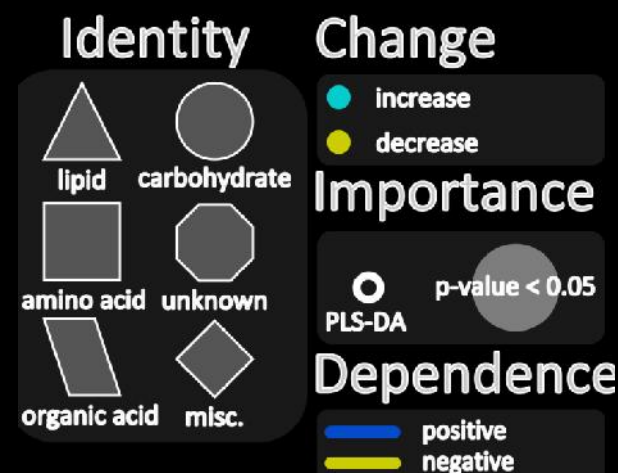 Identity
lipid
carbohydrate
amino acid
unknown
organic acid
misc.
Change
increase
decrease
Importance
PLS-DA
p-value < 0.05
Dependence
positive
negative